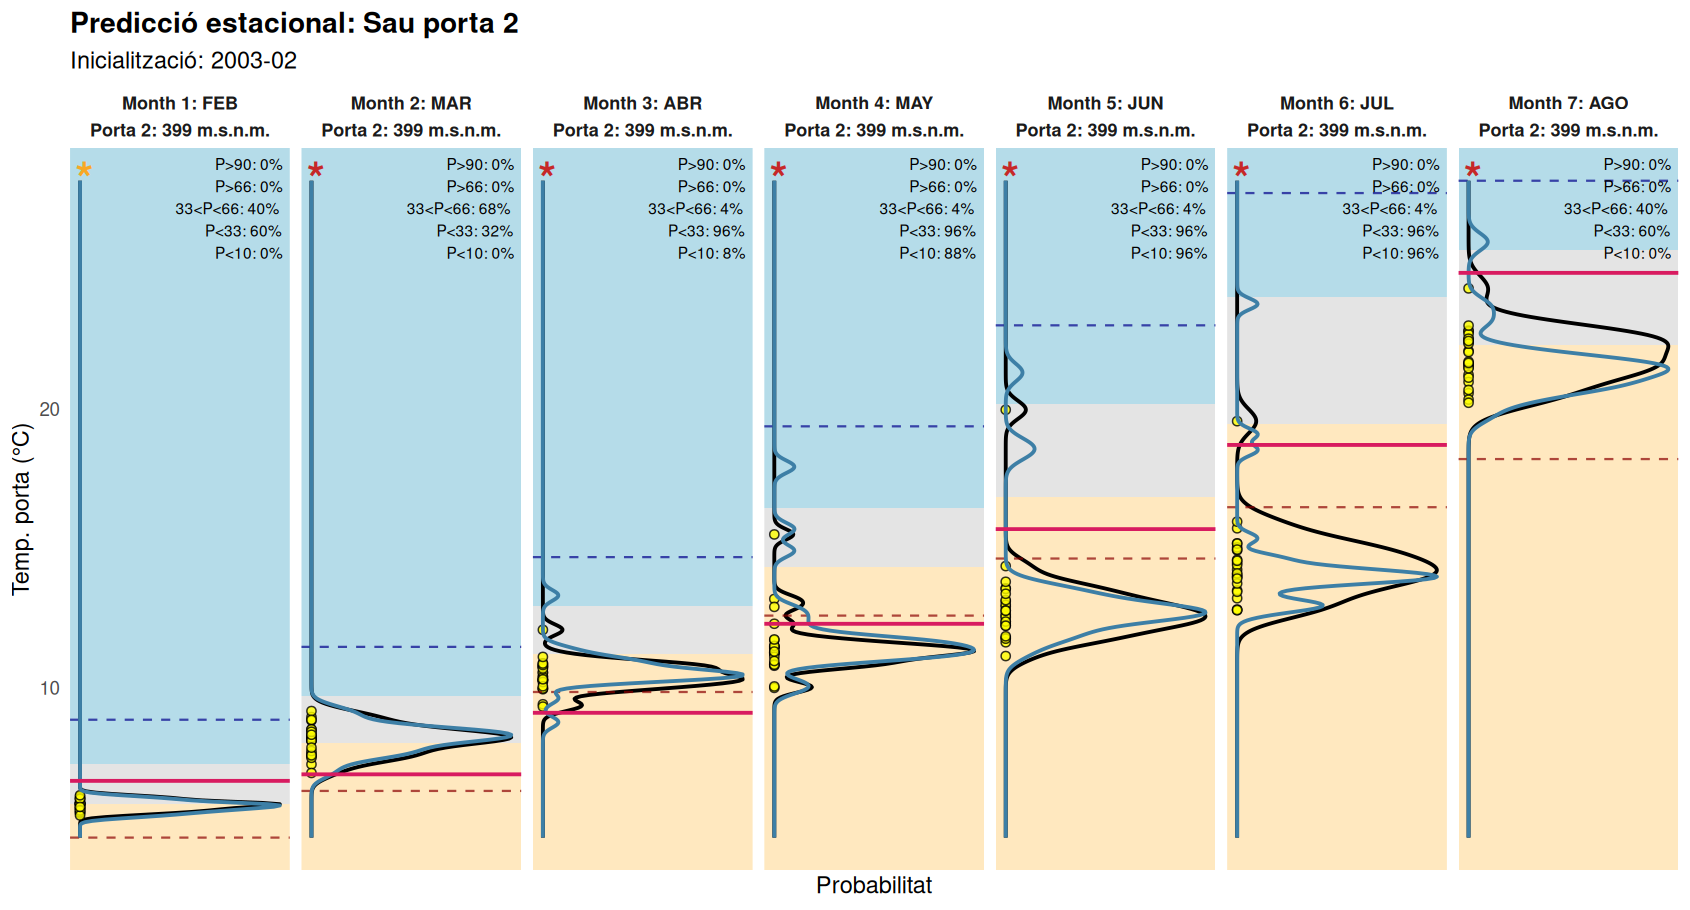 Predicció estacional: Sau porta 2
Inicialització: 2003-02
Month 1: FEB
Porta 2: 399 m.s.n.m.
Month 2: MAR
Porta 2: 399 m.s.n.m.
Month 3: ABR
Porta 2: 399 m.s.n.m.
Month 4: MAY
Porta 2: 399 m.s.n.m.
Month 5: JUN
Porta 2: 399 m.s.n.m.
Month 6: JUL
Porta 2: 399 m.s.n.m.
Month 7: AGO
Porta 2: 399 m.s.n.m.
*
P>90: 0%
P>66: 0%
33<P<66: 40%
P<33: 60%
P<10: 0%
*
P>90: 0%
P>66: 0%
33<P<66: 68%
P<33: 32%
P<10: 0%
*
P>90: 0%
P>66: 0%
33<P<66: 4%
P<33: 96%
P<10: 8%
*
P>90: 0%
P>66: 0%
33<P<66: 4%
P<33: 96%
P<10: 88%
*
P>90: 0%
P>66: 0%
33<P<66: 4%
P<33: 96%
P<10: 96%
*
P>90: 0%
P>66: 0%
33<P<66: 4%
P<33: 96%
P<10: 96%
*
P>90: 0%
P>66: 0%
33<P<66: 40%
P<33: 60%
P<10: 0%
Temp. porta (°C)
20
10
Probabilitat